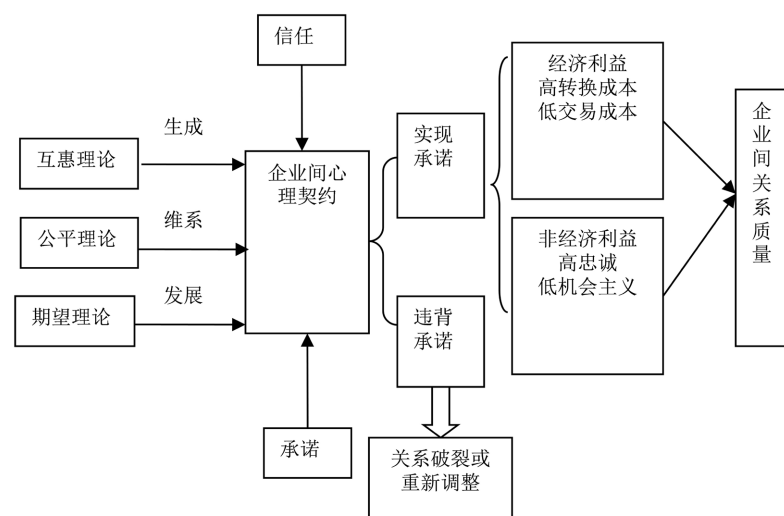 信任
生成
互惠理论
维系
公平理论
发展
期望理论
企业间心
理契约
承诺
实现
承诺
违背
承诺
关系破裂或
重新调整
经济利益
高转换成本
低交易成本
非经济利益
高忠诚
低机会主义
企业间关系质量